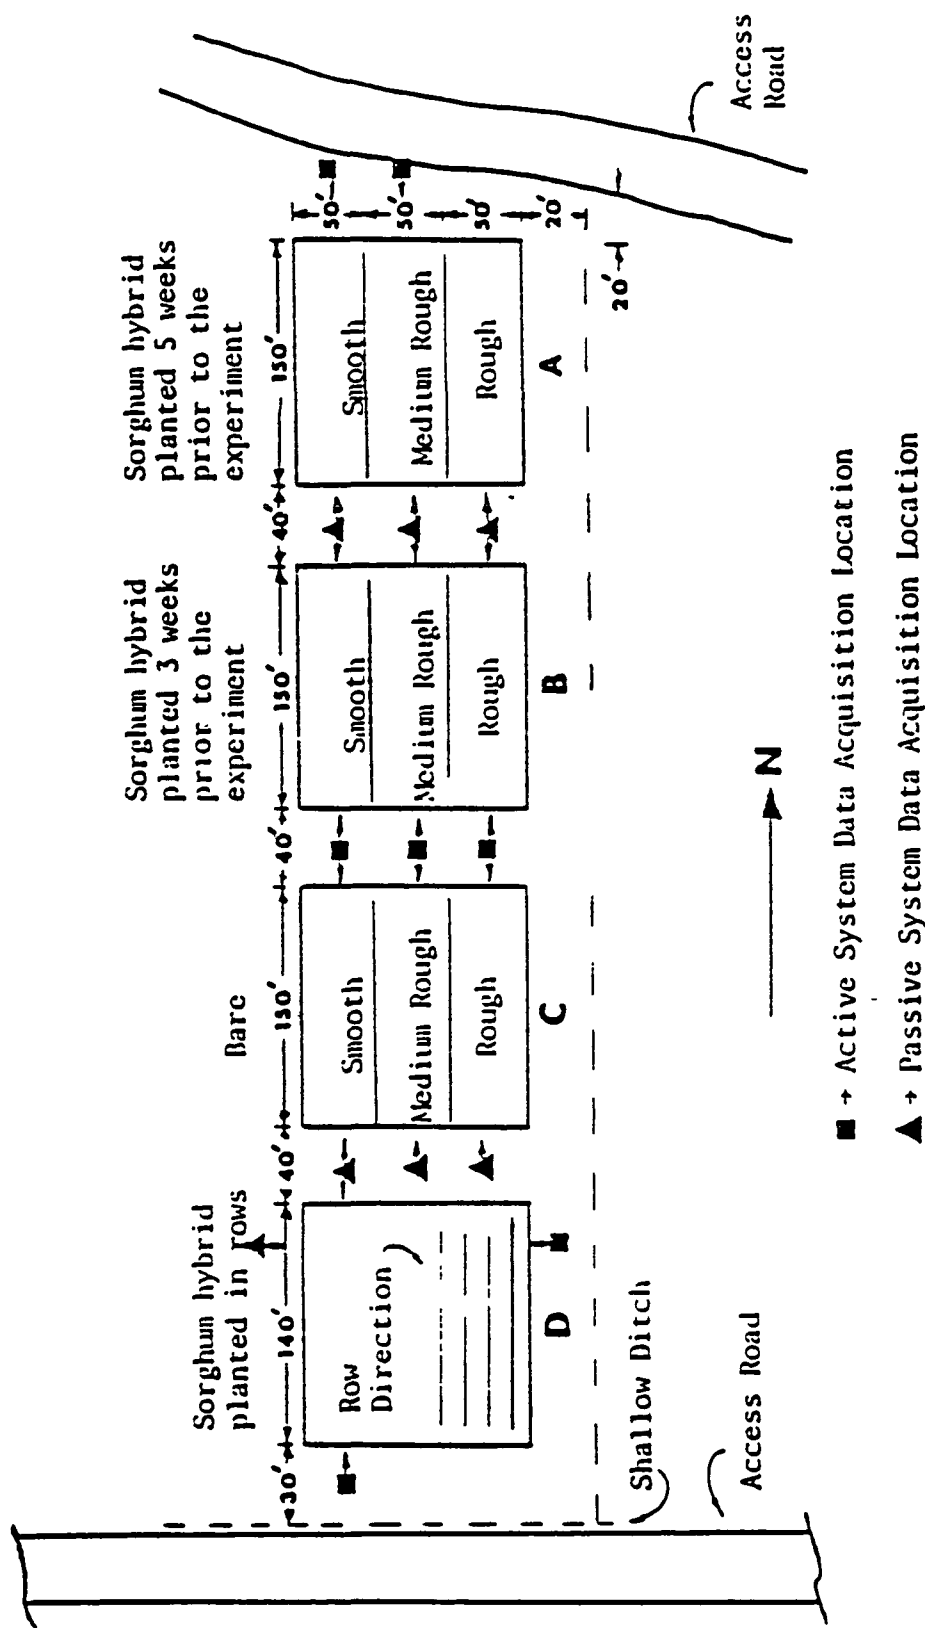 Sorghum hybrid
planted in rows
Bare
Sorghum hybrid
planted 3 weeks
prior to the
experiment
Sorghum hybrid
planted 5 weeks
prior to the
experiment
30'
140'
40'
150'
40'
150'
40'
150'
Row
Direction
Smooth
Medium Rough
Rough
Smooth
Medium Rough
Rough
Smooth
Medium Rough
Rough
50'
50'
50'
20'
20'
D
C
B
A
Shallow Ditch
Access Road
N
Access
Road
■ → Active System Data Acquisition Location
▲ → Passive System Data Acquisition Location